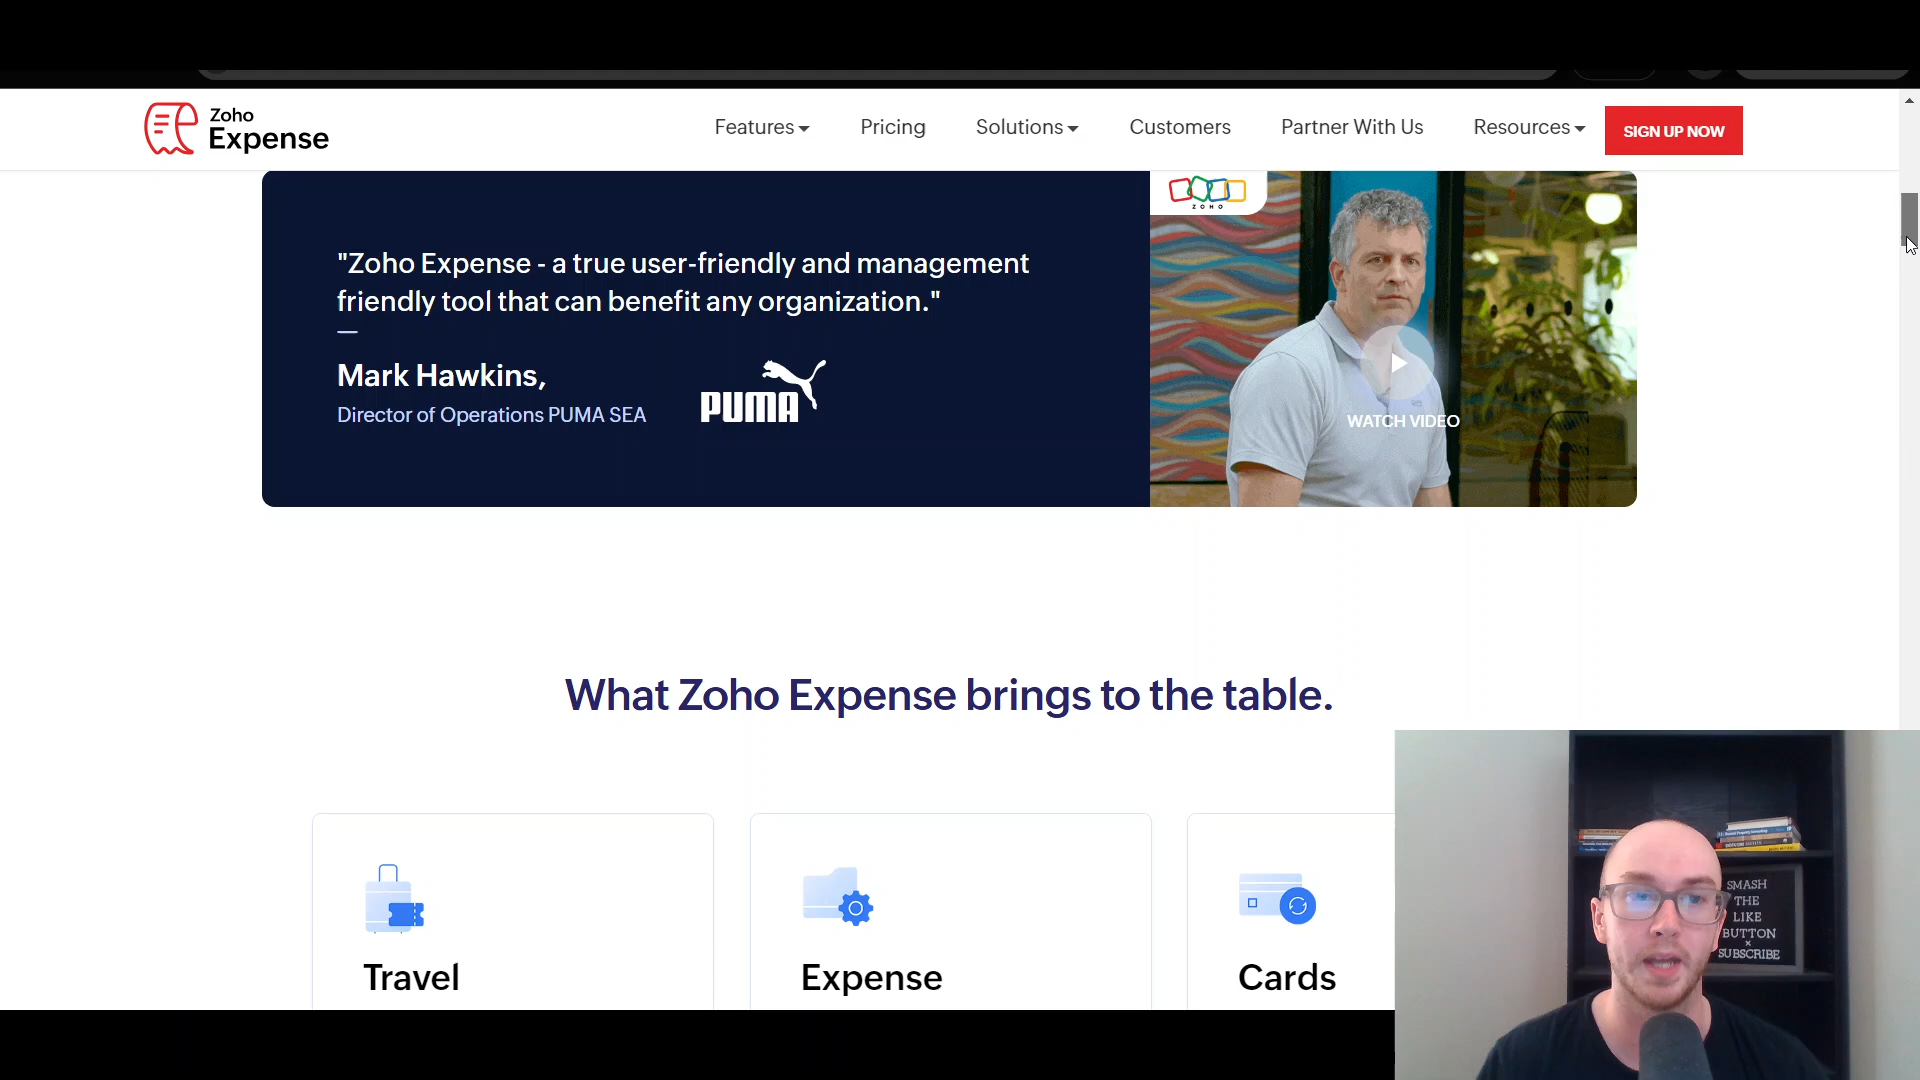 Zoho
Expense
Features
Pricing
Solutions
Customers
Partner With Us
Resources
SIGN UP NOW
ZOHO
"Zoho Expense - a true user-friendly and management
friendly tool that can benefit any organization."
Mark Hawkins,
Director of Operations PUMA SEA
PUMA
WATCH VIDEO
What Zoho Expense brings to the table.
Travel
Expense
Cards
SMASH
THE
LIKE
BUTTON
×
SUBSCRIBE